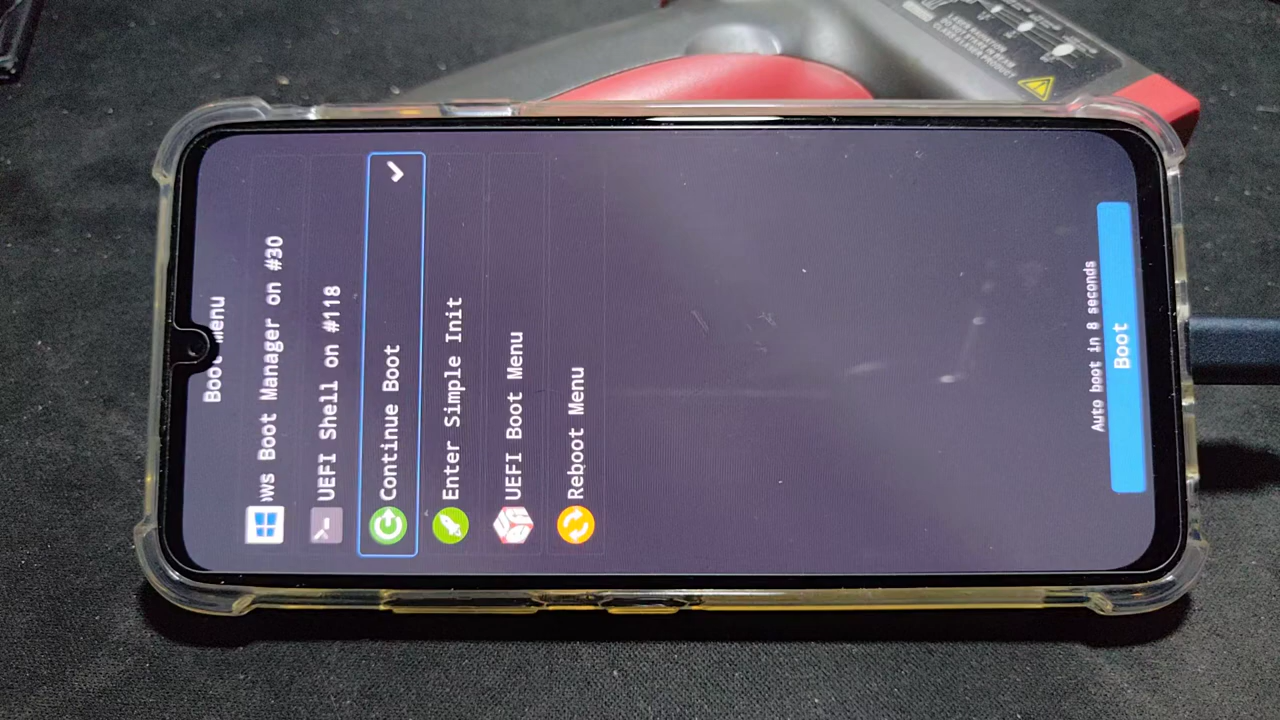 Boot Menu
ws Boot Manager on #30
UEFI Shell on #118
Continue Boot
Enter Simple Init
UEFI Boot Menu
Reboot Menu
Auto boot in 8 seconds
Boot